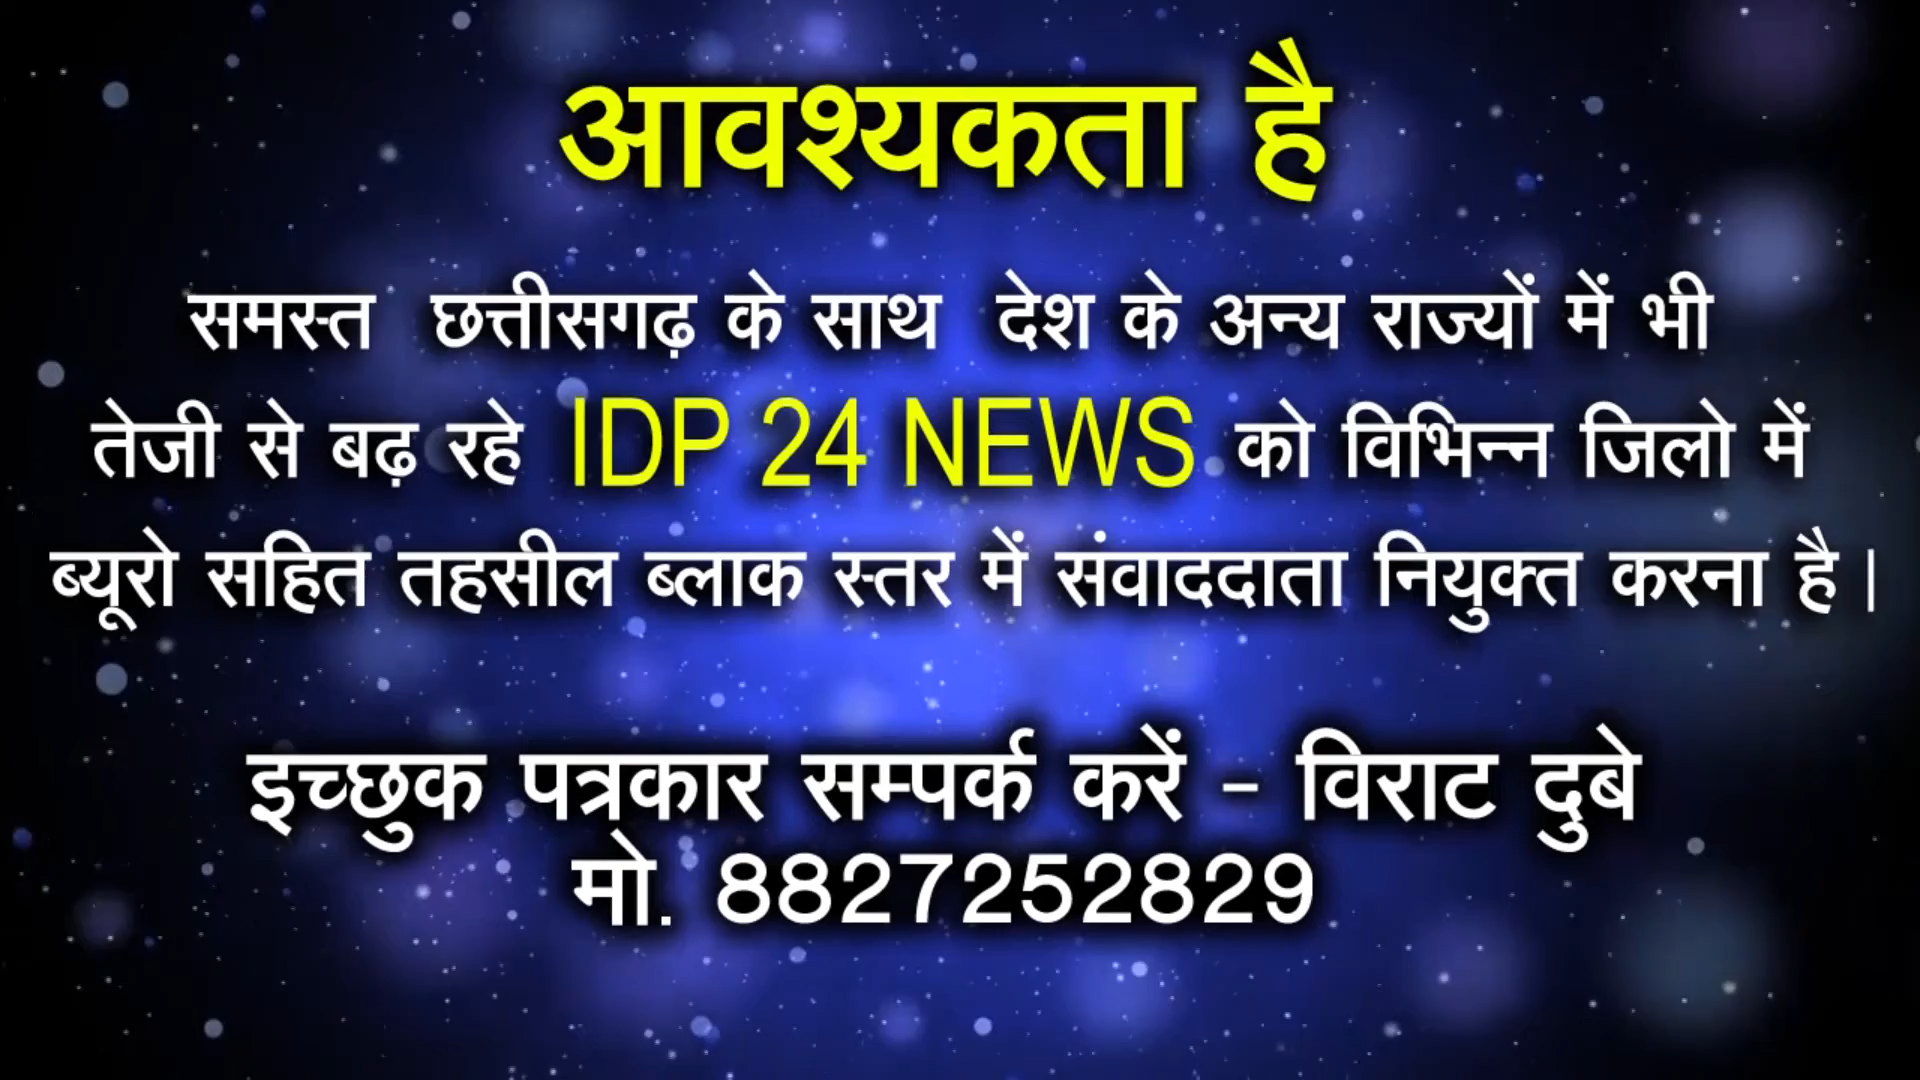 आवश्यकता है
समस्त छत्तीसगढ़ के साथ देश के अन्य राज्यों में भी
तेजी से बढ़ रहे IDP 24 NEWS को विभिन्न जिलो में
ब्यूरो सहित तहसील ब्लाक स्तर में संवाददाता नियुक्त करना है।
इच्छुक पत्रकार सम्पर्क करें - विराट दुबे
मो. 8827252829